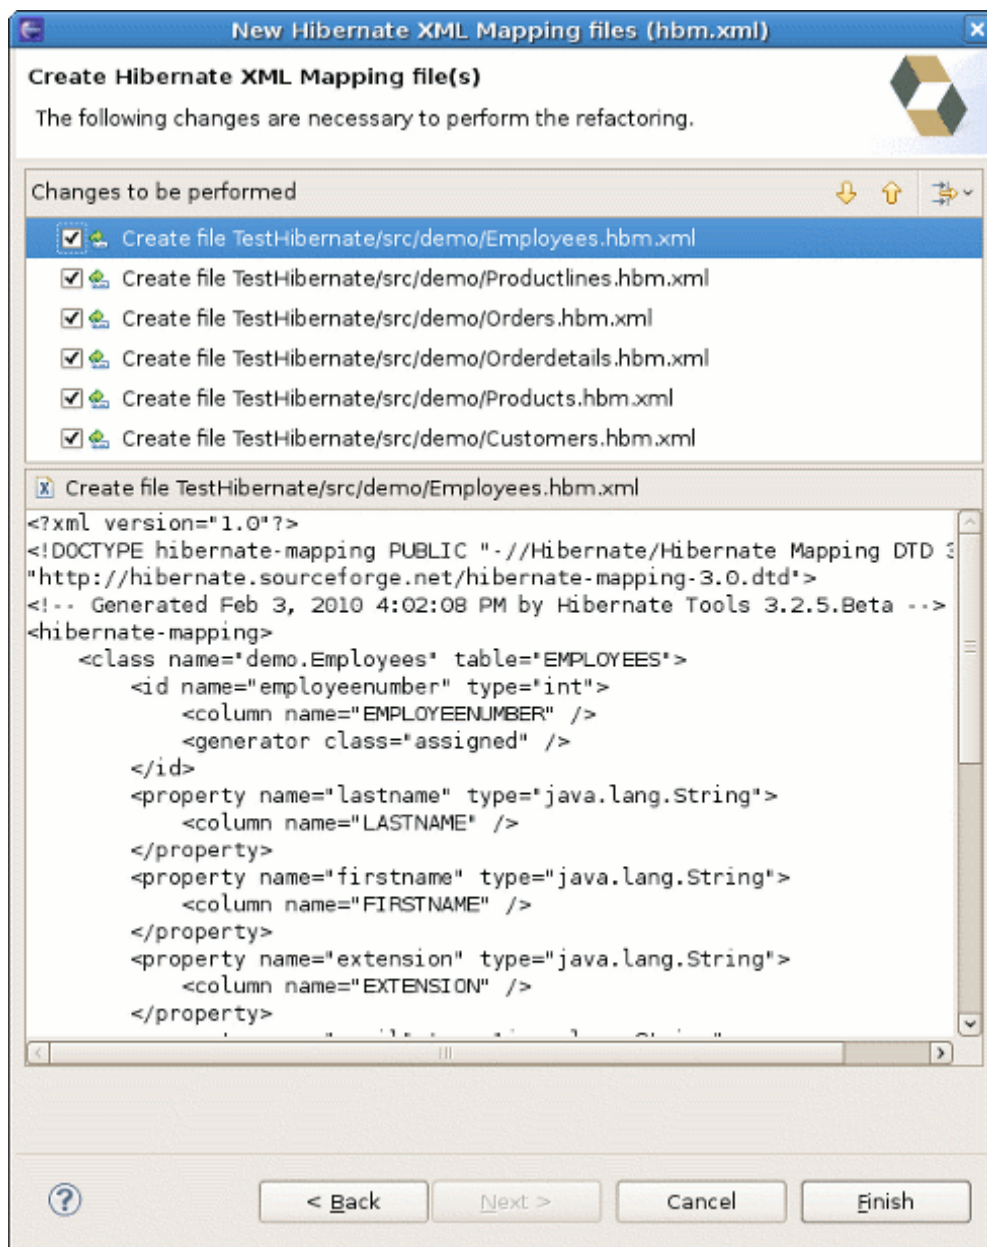 New Hibernate XML Mapping files (hbm.xml)
Create Hibernate XML Mapping file(s)
The following changes are necessary to perform the refactoring.
Changes to be performed
Create file TestHibernate/src/demo/Employees.hbm.xml
Create file TestHibernate/src/demo/Productlines.hbm.xml
Create file TestHibernate/src/demo/Orders.hbm.xml
Create file TestHibernate/src/demo/Orderdetails.hbm.xml
Create file TestHibernate/src/demo/Products.hbm.xml
Create file TestHibernate/src/demo/Customers.hbm.xml
Create file TestHibernate/src/demo/Employees.hbm.xml
<?xml version="1.0"?>
<!DOCTYPE hibernate-mapping PUBLIC "-//Hibernate/Hibernate Mapping DTD
"http://hibernate.sourceforge.net/hibernate-mapping-3.0.dtd">
<!-- Generated Feb 3, 2010 4:02:08 PM by Hibernate Tools 3.2.5.Beta -->
<hibernate-mapping>
<class name="demo.Employees" table="EMPLOYEES">
<id name="employeenumber" type="int">
<column name="EMPLOYEENUMBER" />
<generator class="assigned" />
</id>
<property name="lastname" type="java.lang.String">
<column name="LASTNAME" />
</property>
<property name="firstname" type="java.lang.String">
<column name="FIRSTNAME" />
</property>
<property name="extension" type="java.lang.String">
<column name="EXTENSION" />
</property>
< Back
Next >
Cancel
Finish